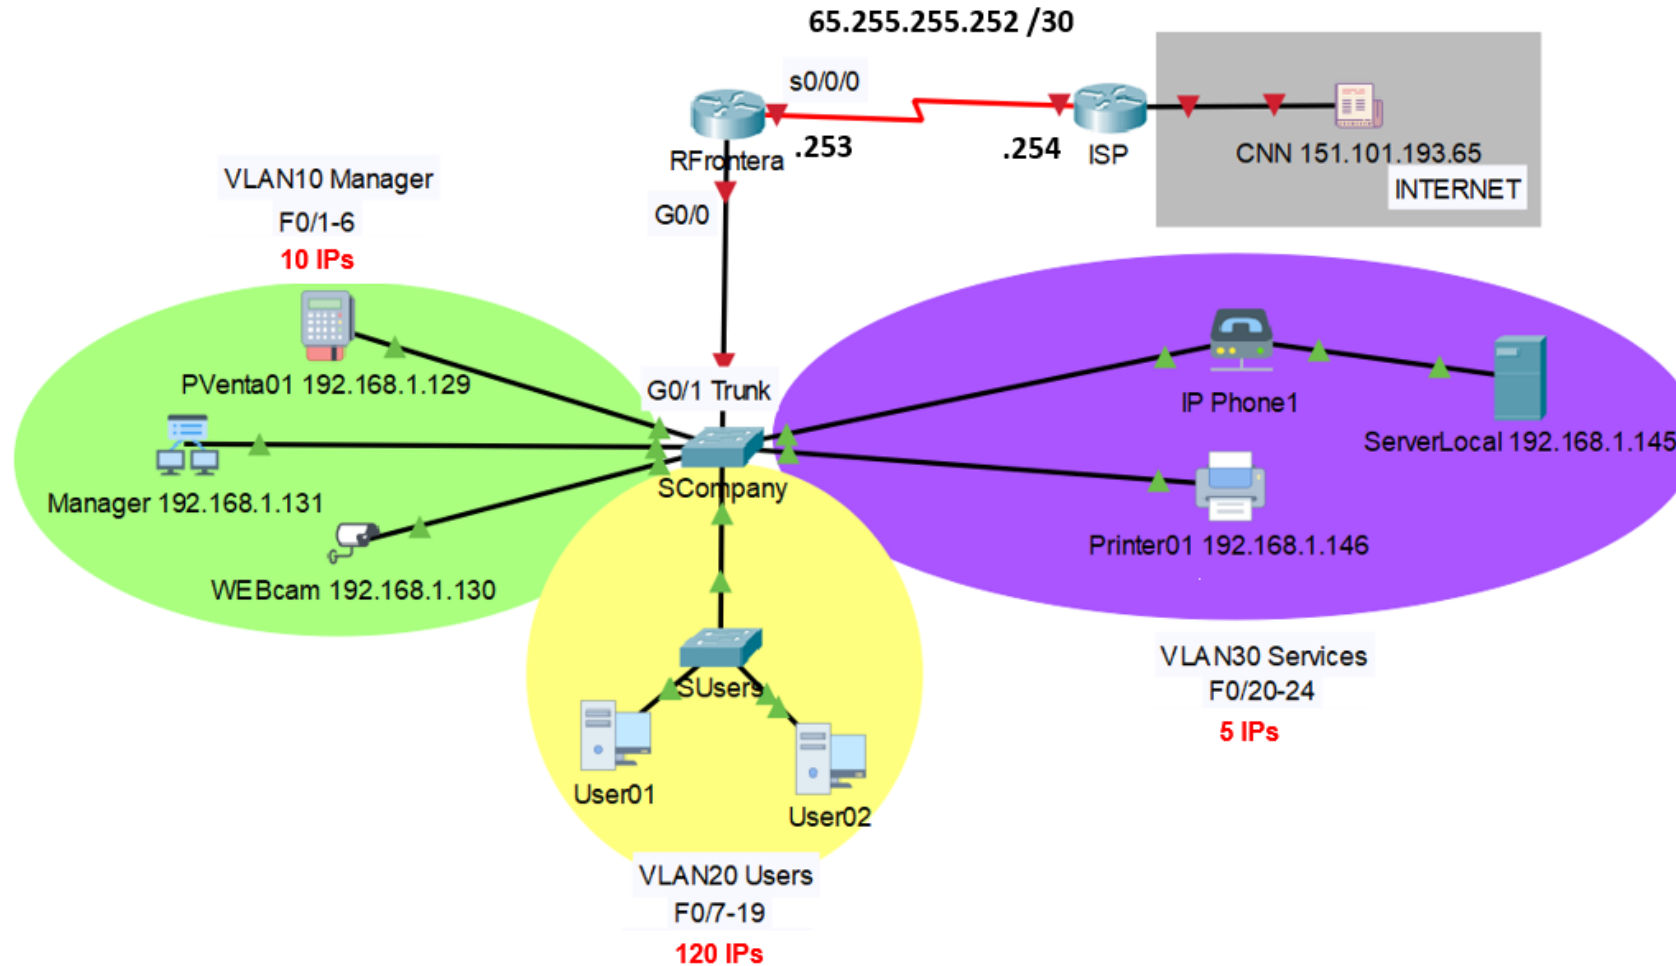 65.255.255.252 /30
s0/0/0
RFrontera
.253
.254
ISP
CNN 151.101.193.65
INTERNET
G0/0
VLAN10 Manager
F0/1-6
10 IPs
PVenta01 192.168.1.129
Manager 192.168.1.131
WEBcam 192.168.1.130
G0/1 Trunk
SCompany
IP Phone1
ServerLocal 192.168.1.145
Printer01 192.168.1.146
VLAN30 Services
F0/20-24
5 IPs
SUsers
User01
User02
VLAN20 Users
F0/7-19
120 IPs